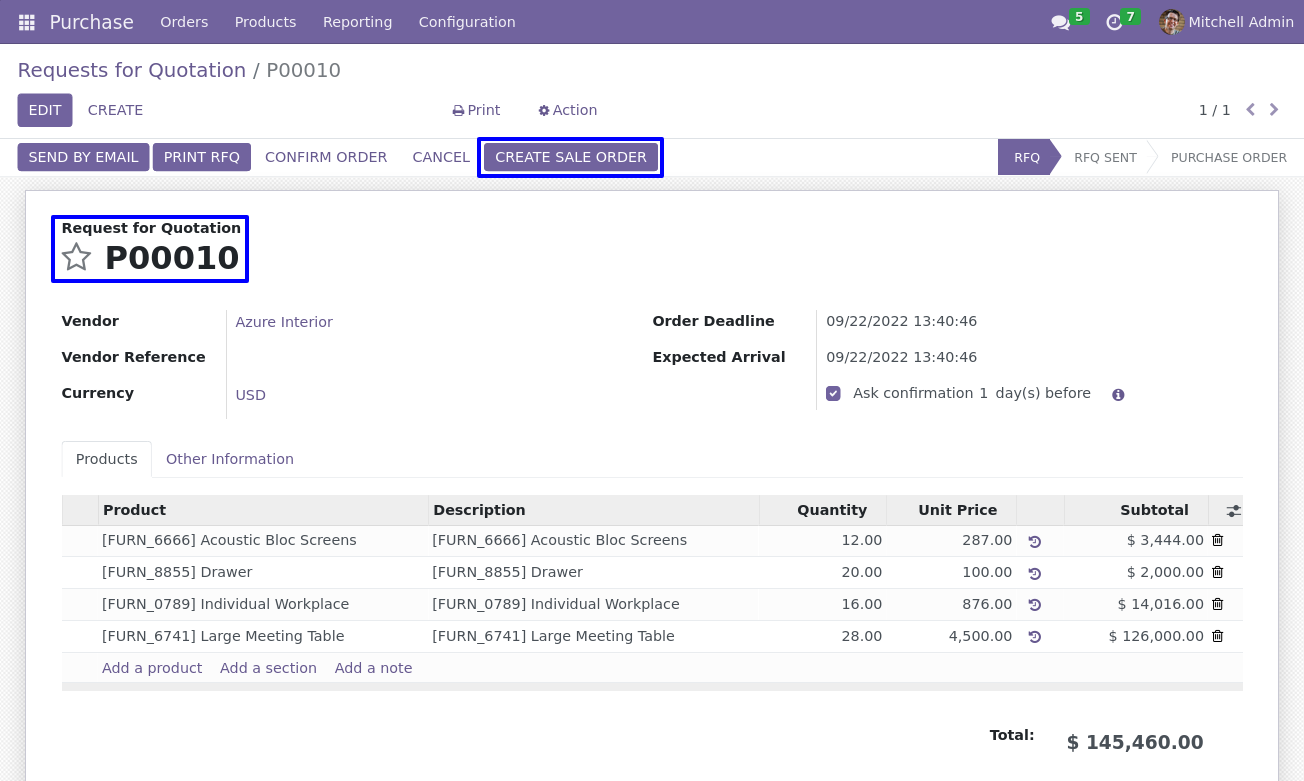 Purchase Orders Products Reporting Configuration 5 7 Mitchell Admin
Requests for Quotation / P00010
EDIT CREATE Print Action 1 / 1
SEND BY EMAIL PRINT RFQ CONFIRM ORDER CANCEL CREATE SALE ORDER RFQ RFQ SENT PURCHASE ORDER
Request for Quotation
P00010
Vendor Azure Interior Order Deadline 09/22/2022 13:40:46
Vendor Reference Expected Arrival 09/22/2022 13:40:46
Currency USD Ask confirmation 1 day(s) before
Products Other Information
Product Description Quantity Unit Price Subtotal
[FURN_6666] Acoustic Bloc Screens [FURN_6666] Acoustic Bloc Screens 12.00 287.00 $ 3,444.00
[FURN_8855] Drawer [FURN_8855] Drawer 20.00 100.00 $ 2,000.00
[FURN_0789] Individual Workplace [FURN_0789] Individual Workplace 16.00 876.00 $ 14,016.00
[FURN_6741] Large Meeting Table [FURN_6741] Large Meeting Table 28.00 4,500.00 $ 126,000.00
Add a product Add a section Add a note
Total: $ 145,460.00